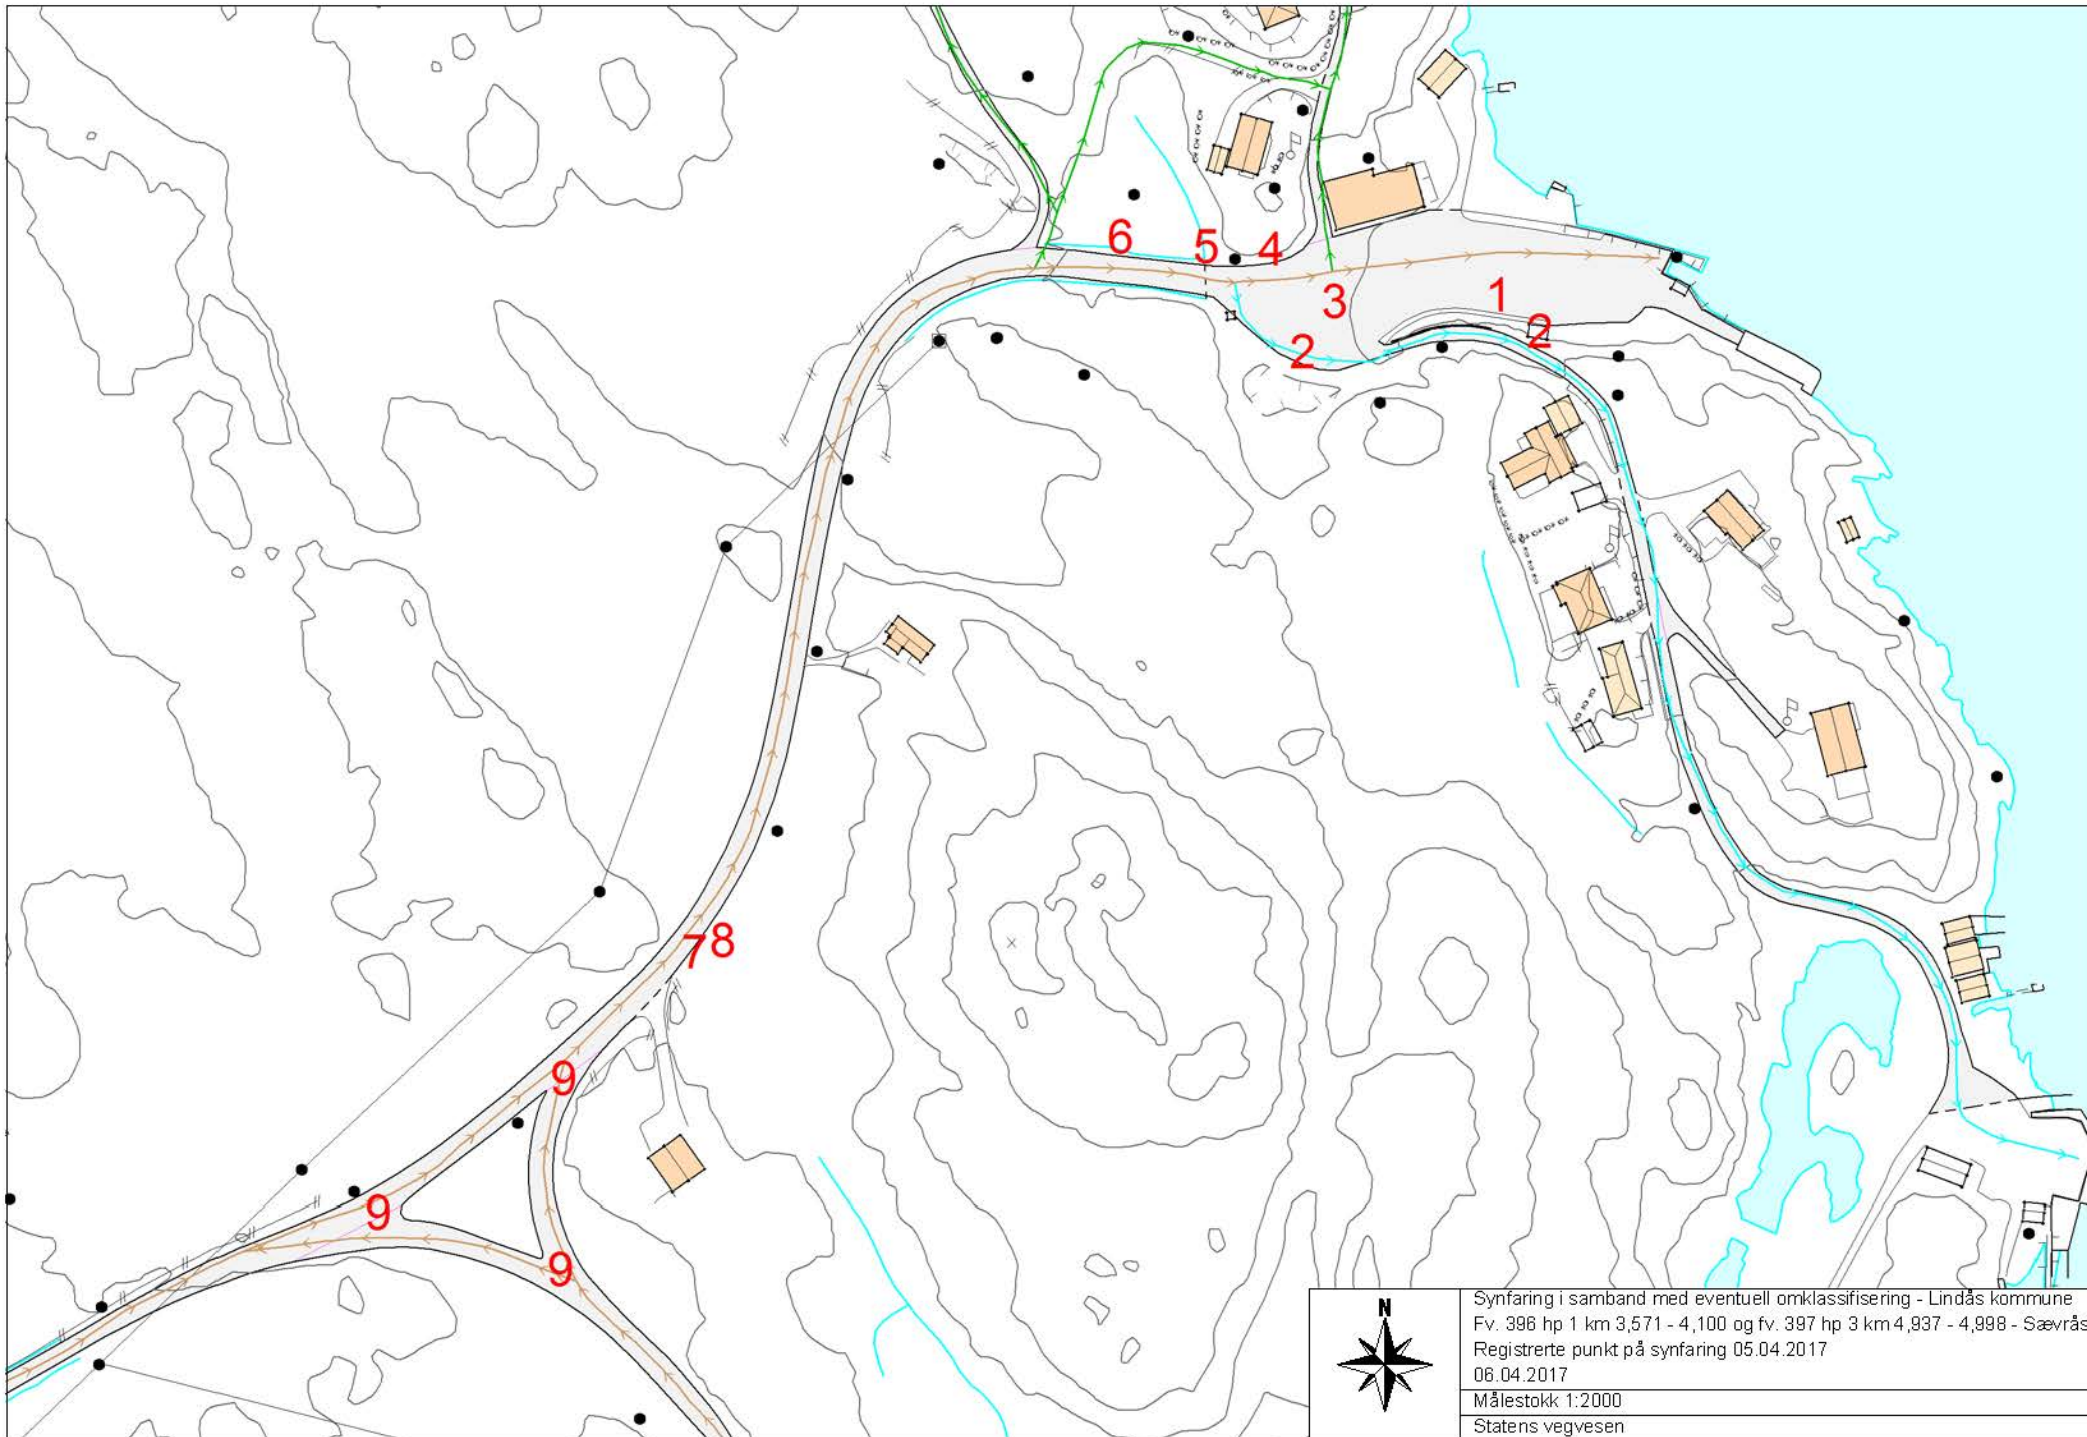 6
5
4
3
1
2
2
7
8
9
9
9
N
Synfaring i samband med eventuell omklassifisering - Lindås kommune
Fv. 396 hp 1 km 3,571 - 4,100 og fv. 397 hp 3 km 4,937 - 4,998 - Sævrås
Registrerte punkt på synfaring 05.04.2017
06.04.2017
Målestokk 1:2000
Statens vegvesen